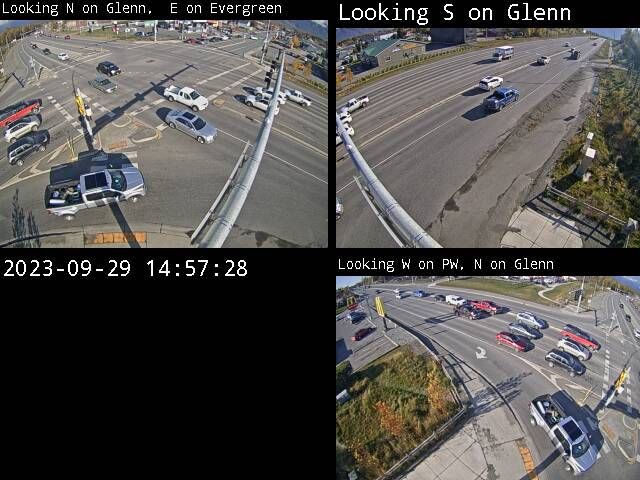 Looking N on Glenn,  E on Evergreen
Looking S on Glenn
2023-09-29 14:57:28
Looking W on PW, N on Glenn